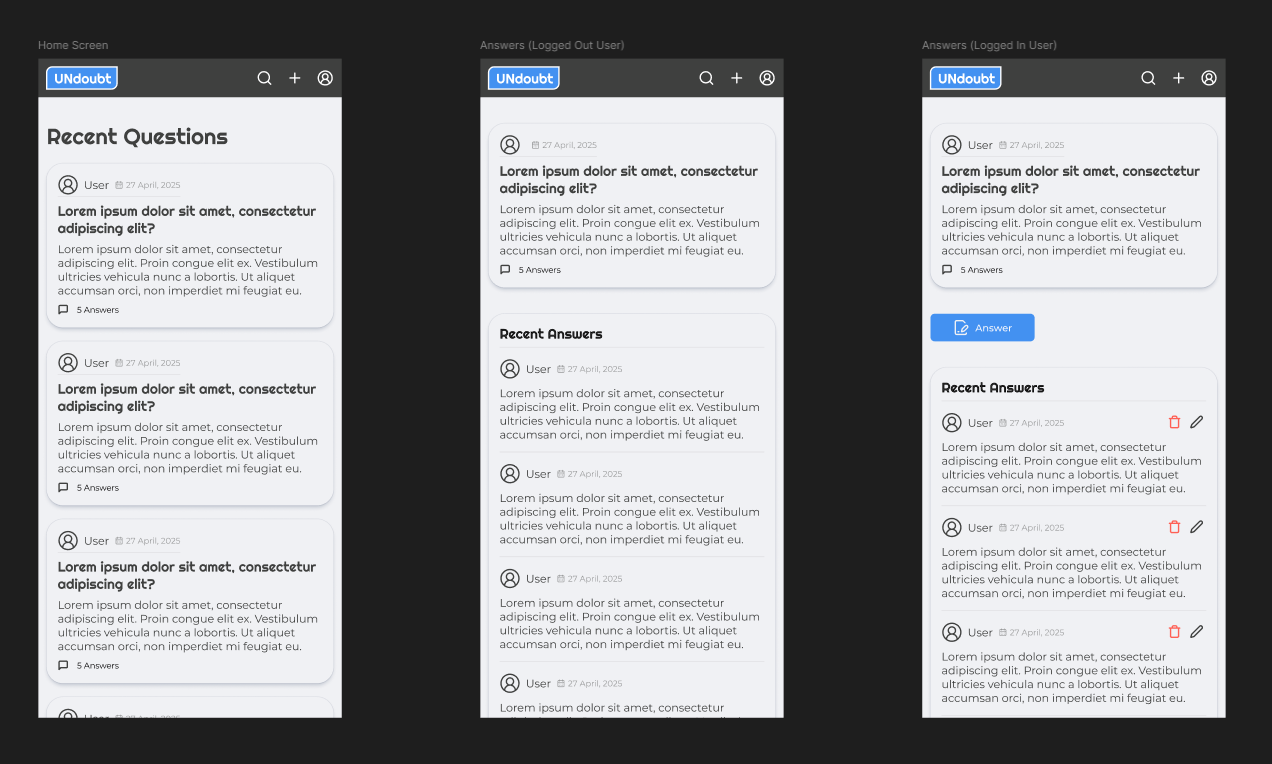 Home Screen
UNdoubt
Recent Questions
User 27 April, 2025
Lorem ipsum dolor sit amet, consectetur
adipiscing elit?
Lorem ipsum dolor sit amet, consectetur
adipiscing elit. Proin congue elit ex. Vestibulum
ultricies vehicula nunc a lobortis. Ut aliquet
accumsan orci, non imperdiet mi feugiat eu.
5 Answers
User 27 April, 2025
Lorem ipsum dolor sit amet, consectetur
adipiscing elit?
Lorem ipsum dolor sit amet, consectetur
adipiscing elit. Proin congue elit ex. Vestibulum
ultricies vehicula nunc a lobortis. Ut aliquet
accumsan orci, non imperdiet mi feugiat eu.
5 Answers
User 27 April, 2025
Lorem ipsum dolor sit amet, consectetur
adipiscing elit?
Lorem ipsum dolor sit amet, consectetur
adipiscing elit. Proin congue elit ex. Vestibulum
ultricies vehicula nunc a lobortis. Ut aliquet
accumsan orci, non imperdiet mi feugiat eu.
5 Answers
User 27 April, 2025
Answers (Logged Out User)
UNdoubt
27 April, 2025
Lorem ipsum dolor sit amet, consectetur
adipiscing elit?
Lorem ipsum dolor sit amet, consectetur
adipiscing elit. Proin congue elit ex. Vestibulum
ultricies vehicula nunc a lobortis. Ut aliquet
accumsan orci, non imperdiet mi feugiat eu.
5 Answers
Recent Answers
User 27 April, 2025
Lorem ipsum dolor sit amet, consectetur
adipiscing elit. Proin congue elit ex. Vestibulum
ultricies vehicula nunc a lobortis. Ut aliquet
accumsan orci, non imperdiet mi feugiat eu.
User 27 April, 2025
Lorem ipsum dolor sit amet, consectetur
adipiscing elit. Proin congue elit ex. Vestibulum
ultricies vehicula nunc a lobortis. Ut aliquet
accumsan orci, non imperdiet mi feugiat eu.
User 27 April, 2025
Lorem ipsum dolor sit amet, consectetur
adipiscing elit. Proin congue elit ex. Vestibulum
ultricies vehicula nunc a lobortis. Ut aliquet
accumsan orci, non imperdiet mi feugiat eu.
User 27 April, 2025
Lorem ipsum dolor sit amet, consectetur
Answers (Logged In User)
UNdoubt
User 27 April, 2025
Lorem ipsum dolor sit amet, consectetur
adipiscing elit?
Lorem ipsum dolor sit amet, consectetur
adipiscing elit. Proin congue elit ex. Vestibulum
ultricies vehicula nunc a lobortis. Ut aliquet
accumsan orci, non imperdiet mi feugiat eu.
5 Answers
Answer
Recent Answers
User 27 April, 2025
Lorem ipsum dolor sit amet, consectetur
adipiscing elit. Proin congue elit ex. Vestibulum
ultricies vehicula nunc a lobortis. Ut aliquet
accumsan orci, non imperdiet mi feugiat eu.
User 27 April, 2025
Lorem ipsum dolor sit amet, consectetur
adipiscing elit. Proin congue elit ex. Vestibulum
ultricies vehicula nunc a lobortis. Ut aliquet
accumsan orci, non imperdiet mi feugiat eu.
User 27 April, 2025
Lorem ipsum dolor sit amet, consectetur
adipiscing elit. Proin congue elit ex. Vestibulum
ultricies vehicula nunc a lobortis. Ut aliquet
accumsan orci, non imperdiet mi feugiat eu.